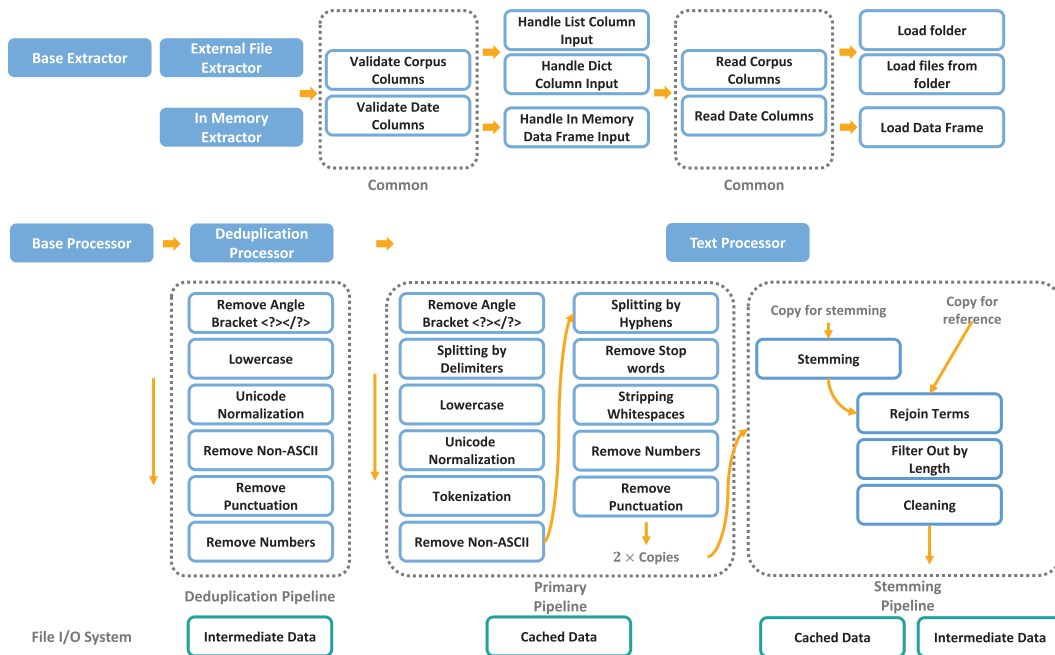 Base Extractor
External File
Extractor
In Memory
Extractor
Validate Corpus
Columns
Validate Date
Columns
Common
Handle List Column
Input
Handle Dict
Column Input
Handle In Memory
Data Frame Input
Read Corpus
Columns
Read Date Columns
Common
Load folder
Load files from
folder
Load Data Frame
Base Processor
Deduplication
Processor
Text Processor
Remove Angle
Bracket <?></?>
Lowercase
Unicode
Normalization
Remove Non-ASCII
Remove
Punctuation
Remove Numbers
Deduplication Pipeline
Remove Angle
Bracket <?></?>
Splitting by
Delimiters
Lowercase
Unicode
Normalization
Tokenization
Remove Non-ASCII
Splitting by
Hyphens
Remove Stop
words
Stripping
Whitespaces
Remove Numbers
Remove
Punctuation
2 × Copies
Primary
Pipeline
Copy for stemming
Copy for
reference
Stemming
Rejoin Terms
Filter Out by
Length
Cleaning
Stemming
Pipeline
File I/O System
Intermediate Data
Cached Data
Cached Data
Intermediate Data